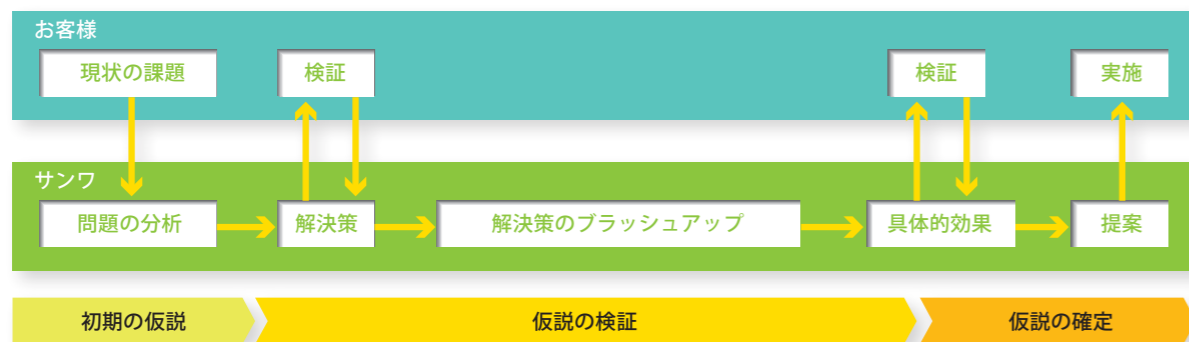 お客様
現状の課題
検証
検証
実施
サンワ
問題の分析
解決策
解決策のブラッシュアップ
具体的効果
提案
初期の仮説
仮説の検証
仮説の確定